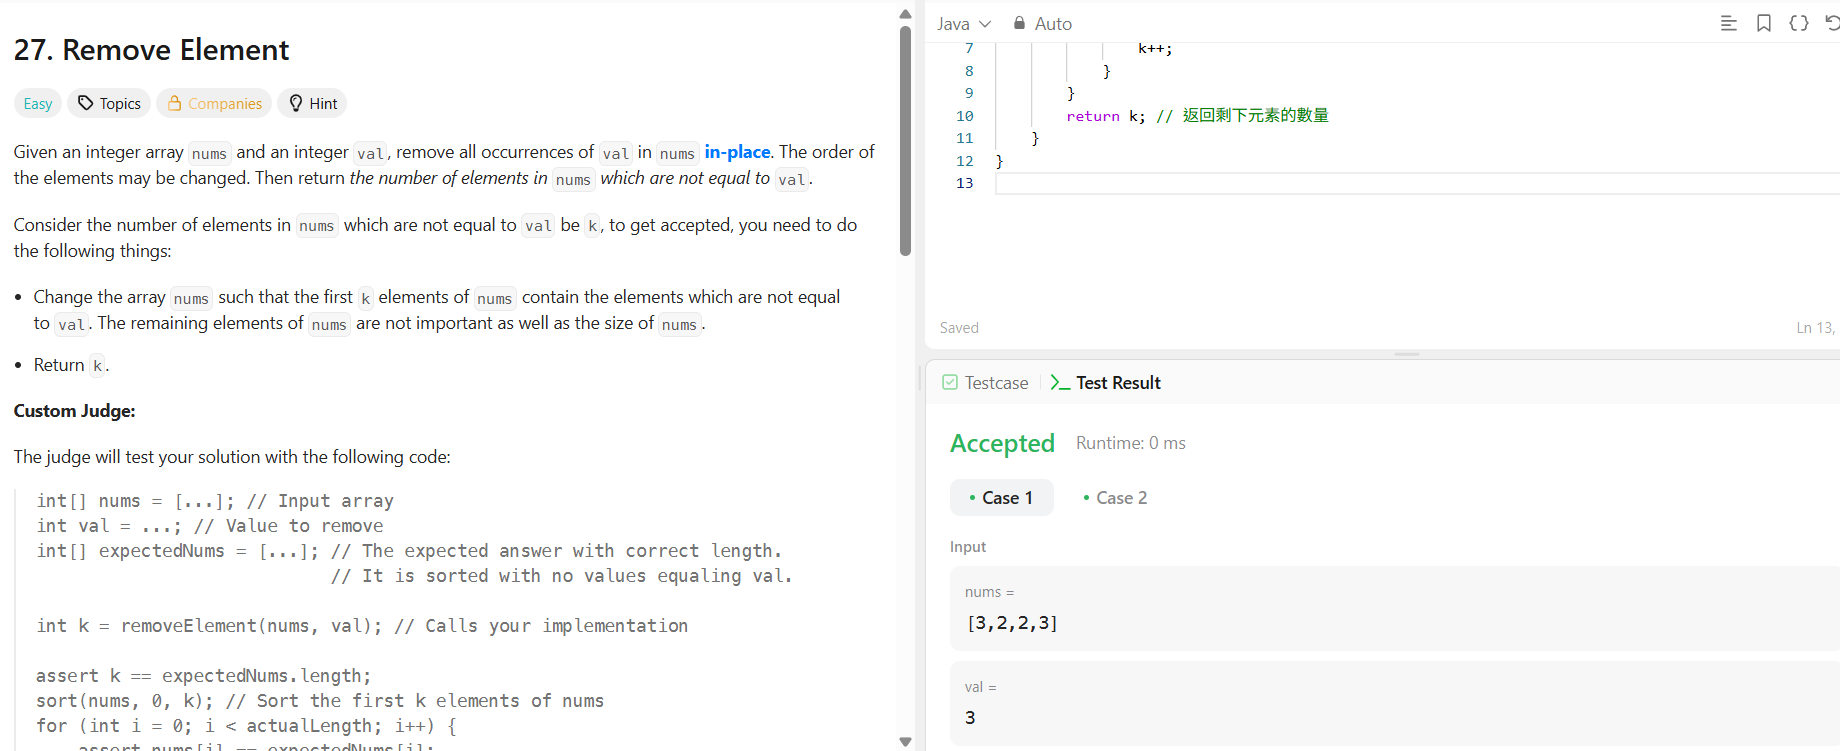 27. Remove Element
Easy Topics Companies Hint
Given an integer array nums and an integer val, remove all occurrences of val in nums in-place. The order of
the elements may be changed. Then return the number of elements in nums which are not equal to val.
Consider the number of elements in nums which are not equal to val be k, to get accepted, you need to do
the following things:
• Change the array nums such that the first k elements of nums contain the elements which are not equal
to val. The remaining elements of nums are not important as well as the size of nums.
• Return k.
Custom Judge:
The judge will test your solution with the following code:
int[] nums = [...]; // Input array
int val = ...; // Value to remove
int[] expectedNums = [...]; // The expected answer with correct length.
// It is sorted with no values equaling val.
int k = removeElement(nums, val); // Calls your implementation
assert k == expectedNums.length;
sort(nums, 0, k); // Sort the first k elements of nums
for (int i = 0; i < actualLength; i++) {
assert nums[i] == expectedNums[i];
Java Auto
7 k++;
8 }
9 }
10 return k; // 返回剩下元素的數量
11 }
12 }
13
Saved Ln 13,
Testcase Test Result
Accepted Runtime: 0 ms
• Case 1 • Case 2
Input
nums =
[3,2,2,3]
val =
3